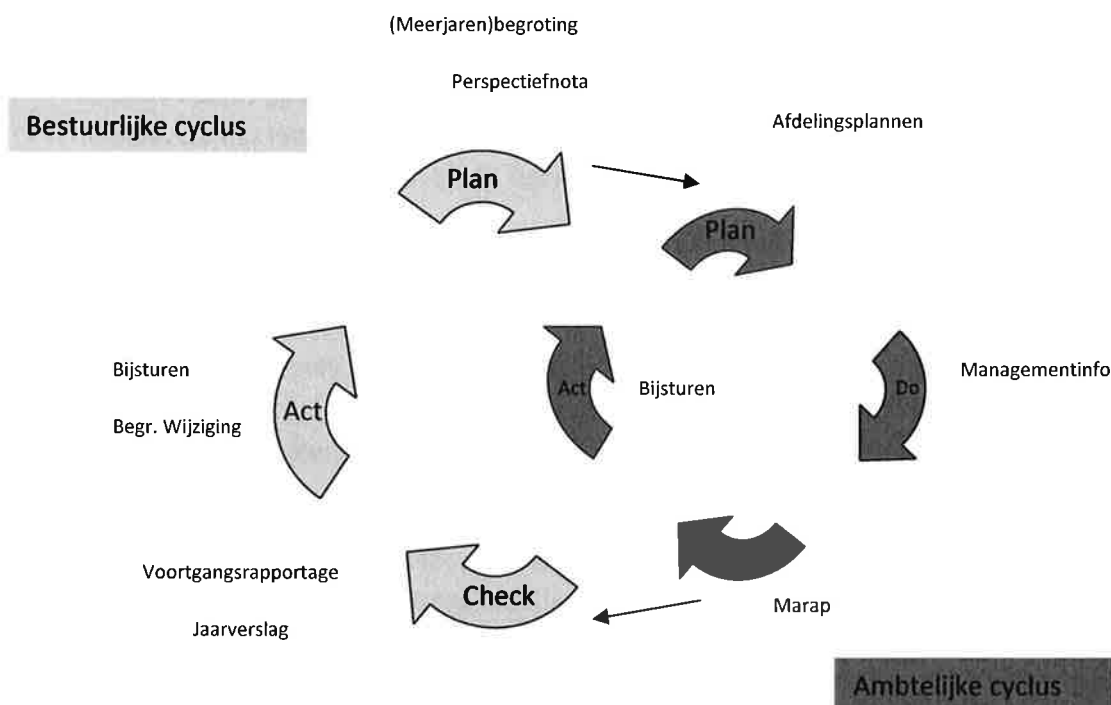 (Meerjaren)begroting
Perspectiefnota
Bestuurlijke cyclus
Afdelingsplannen
Plan
Plan
Bijsturen
Begr. Wijziging
Act
Act
Bijsturen
Do
Managementinfo
Voortgangsrapportage
Jaarverslag
Check
Marap
Ambtelijke cyclus